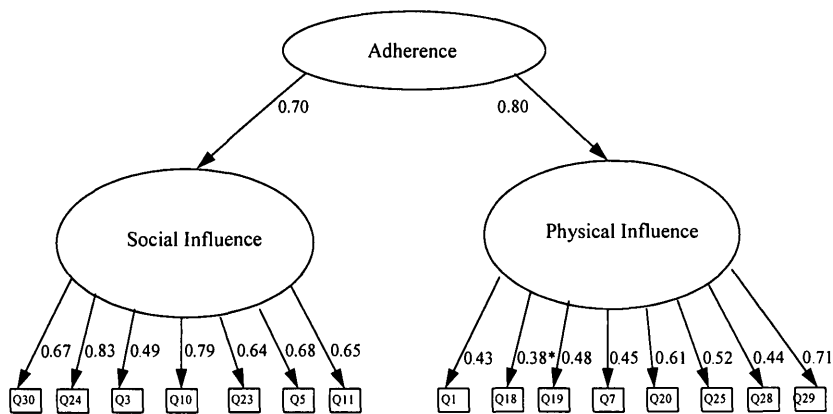 Adherence
0.70 0.80
Social Influence Physical Influence
0.67 0.83 0.49 0.79 0.64 0.68 0.65 0.43 0.38* 0.48 0.45 0.61 0.52 0.44 0.71
Q30 Q24 Q3 Q10 Q23 Q5 Q11 Q1 Q18 Q19 Q7 Q20 Q25 Q28 Q29